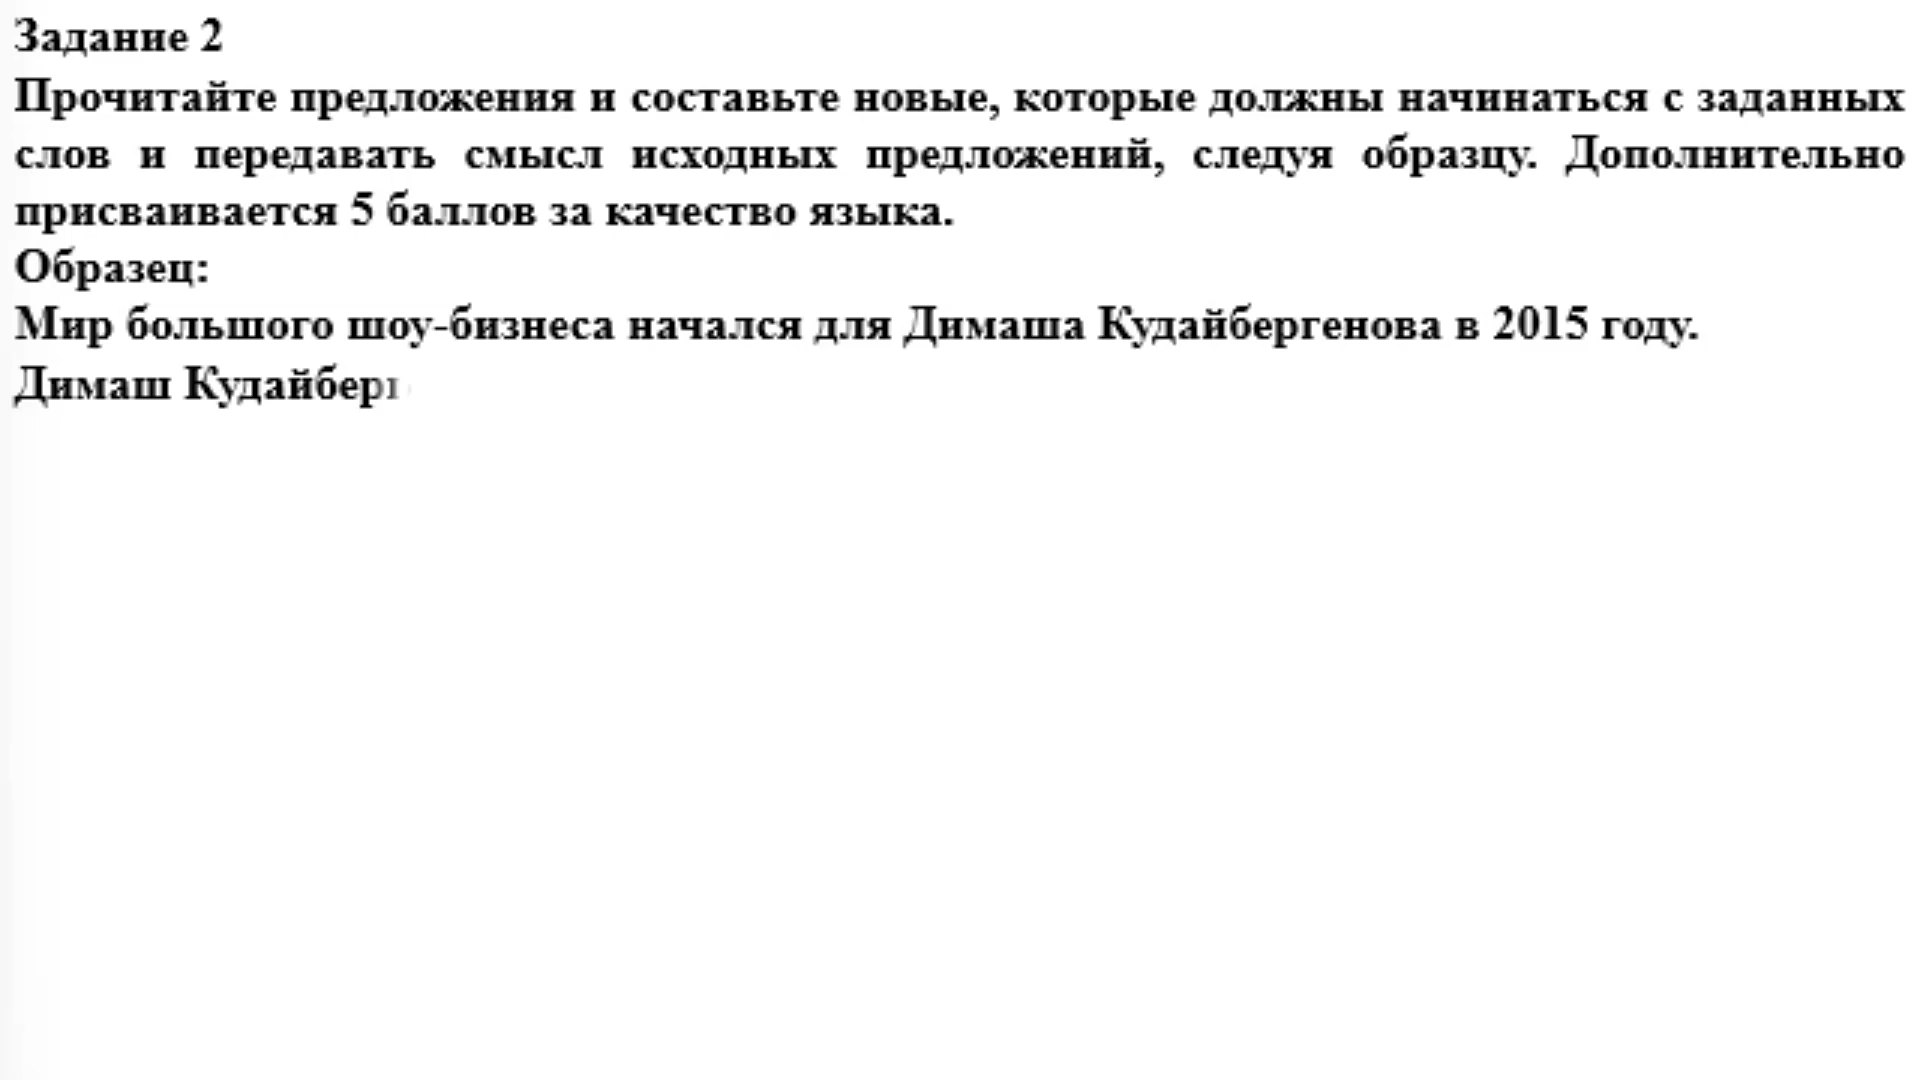 Задание 2
Прочитайте предложения и составьте новые, которые должны начинаться с заданных
слов и передавать смысл исходных предложений, следуя образцу. Дополнительно
присваивается 5 баллов за качество языка.
Образец:
Мир большого шоу-бизнеса начался для Димаша Кудайбергенова в 2015 году.
Димаш